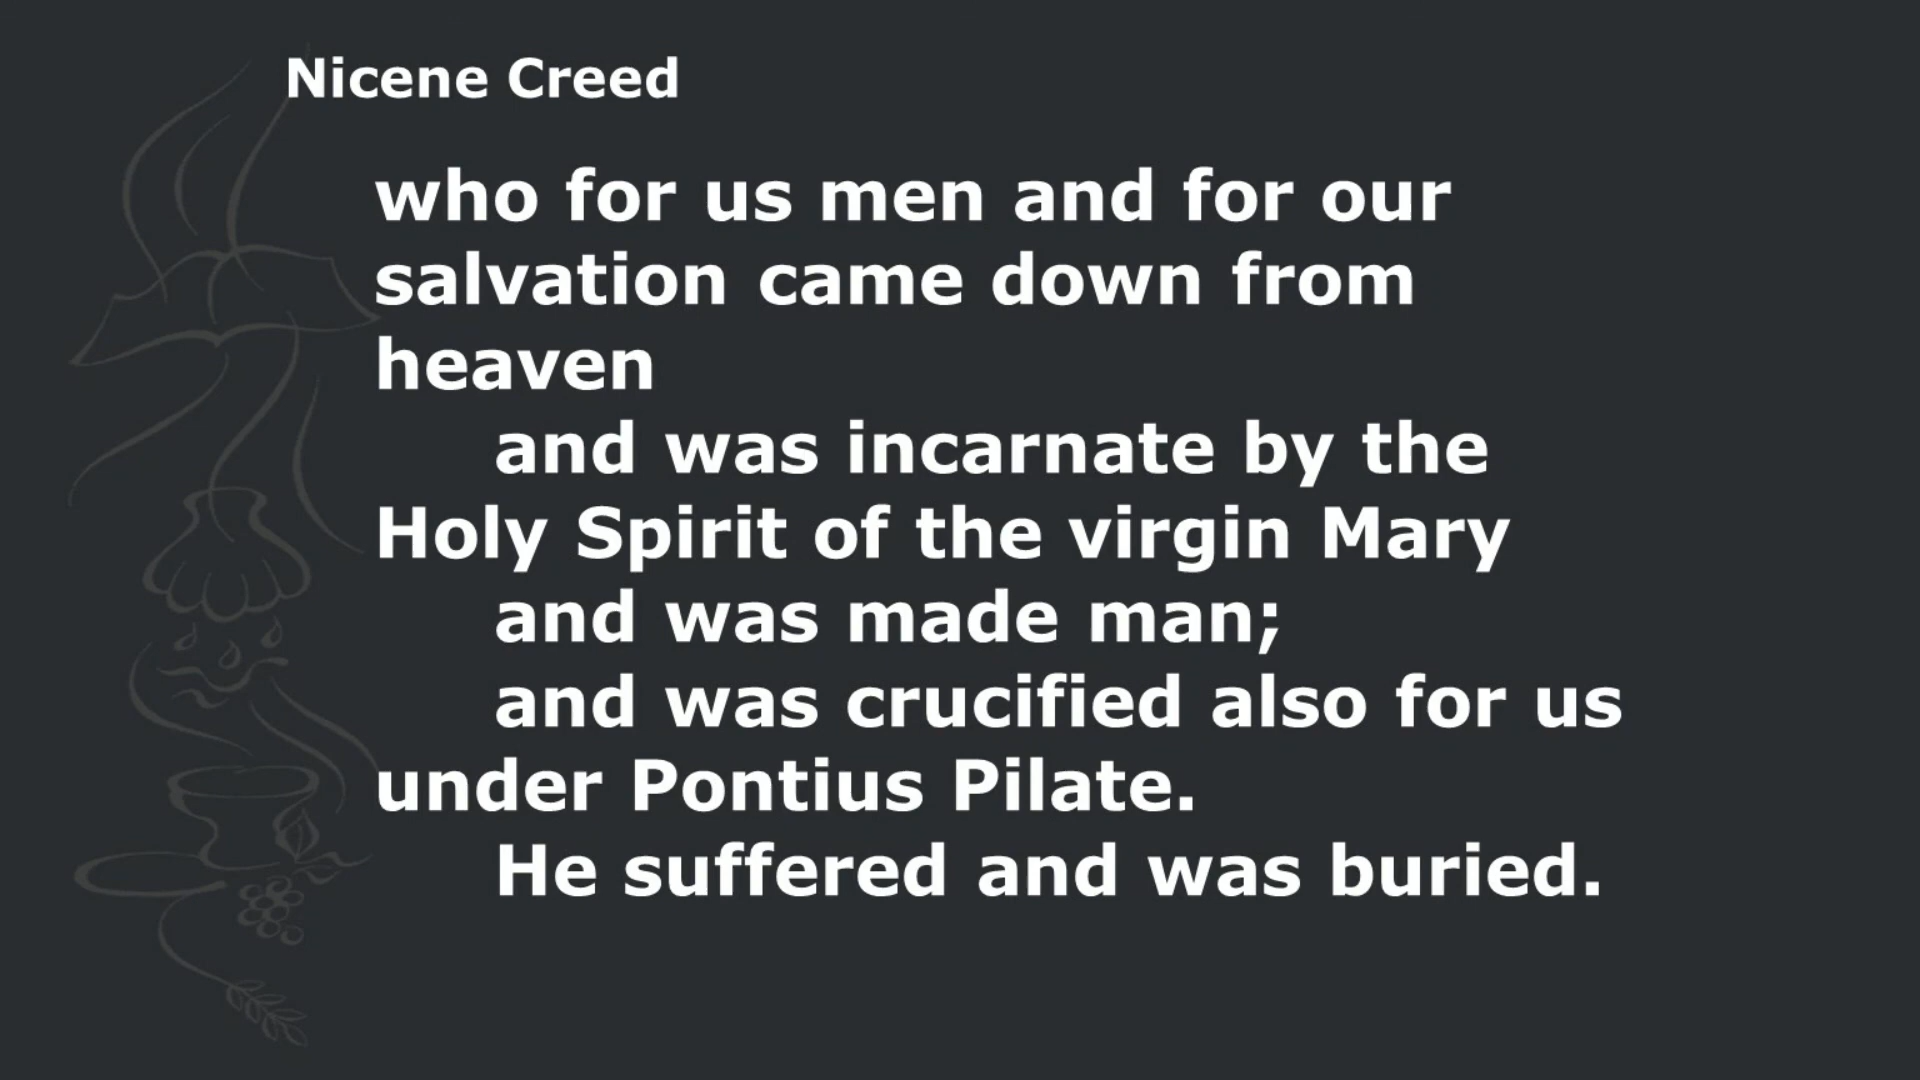 Nicene Creed
who for us men and for our
salvation came down from
heaven
and was incarnate by the
Holy Spirit of the virgin Mary
and was made man;
and was crucified also for us
under Pontius Pilate.
He suffered and was buried.